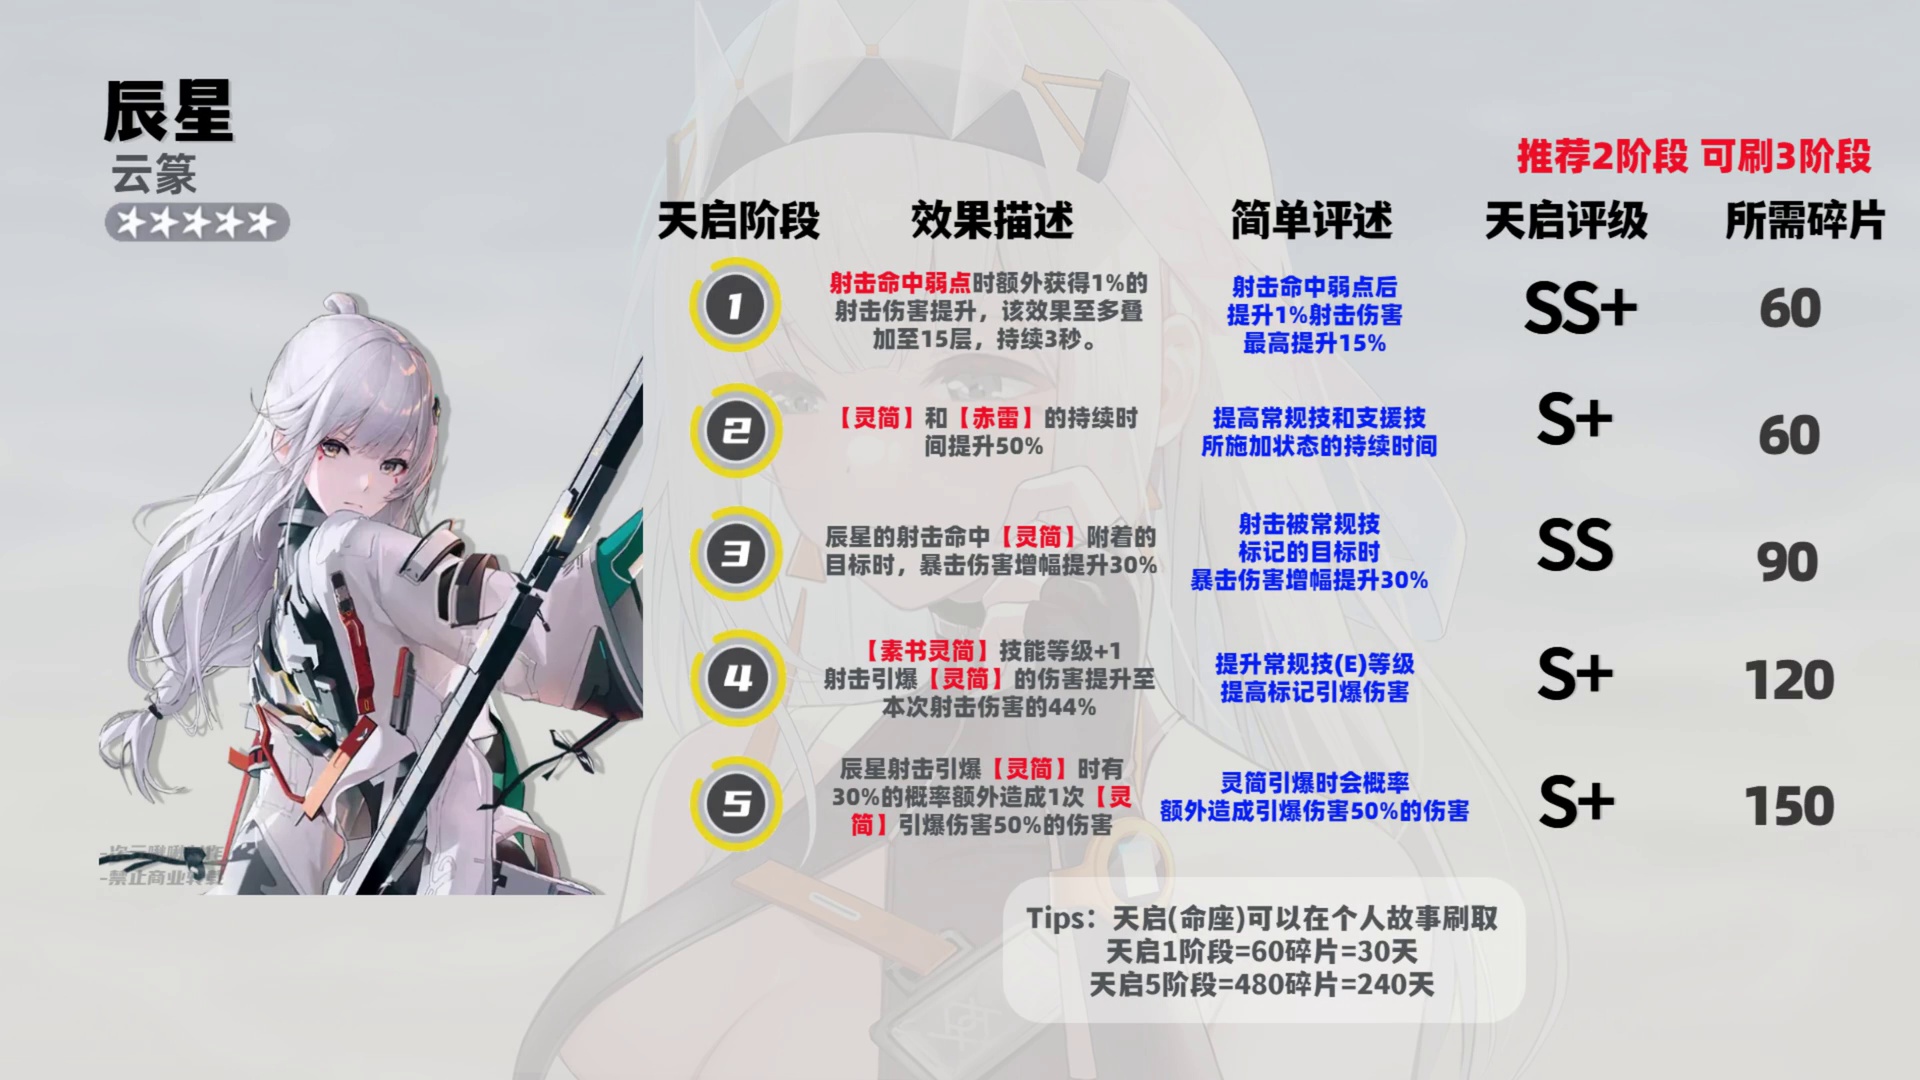 辰星
云篆
推荐2阶段 可刷3阶段
天启阶段 效果描述 简单评述 天启评级 所需碎片
1
射击命中弱点时额外获得1%的
射击伤害提升，该效果至多叠
加至15层，持续3秒。
射击命中弱点后
提升1%射击伤害
最高提升15%
SS+
60
2
【灵简】和【赤雷】的持续时
间提升50%
提高常规技和支援技
所施加状态的持续时间
S+
60
3
辰星的射击命中【灵简】附着的
目标时，暴击伤害增幅提升30%
射击被常规技
标记的目标时
暴击伤害增幅提升30%
SS
90
4
【素书灵简】技能等级+1
射击引爆【灵简】的伤害提升至
本次射击伤害的44%
提升常规技(E)等级
提高标记引爆伤害
S+
120
5
辰星射击引爆【灵简】时有
30%的概率额外造成1次【灵
简】引爆伤害50%的伤害
灵简引爆时会概率
额外造成引爆伤害50%的伤害
S+
150
-禁止商业转载
Tips：天启(命座)可以在个人故事刷取
天启1阶段=60碎片=30天
天启5阶段=480碎片=240天